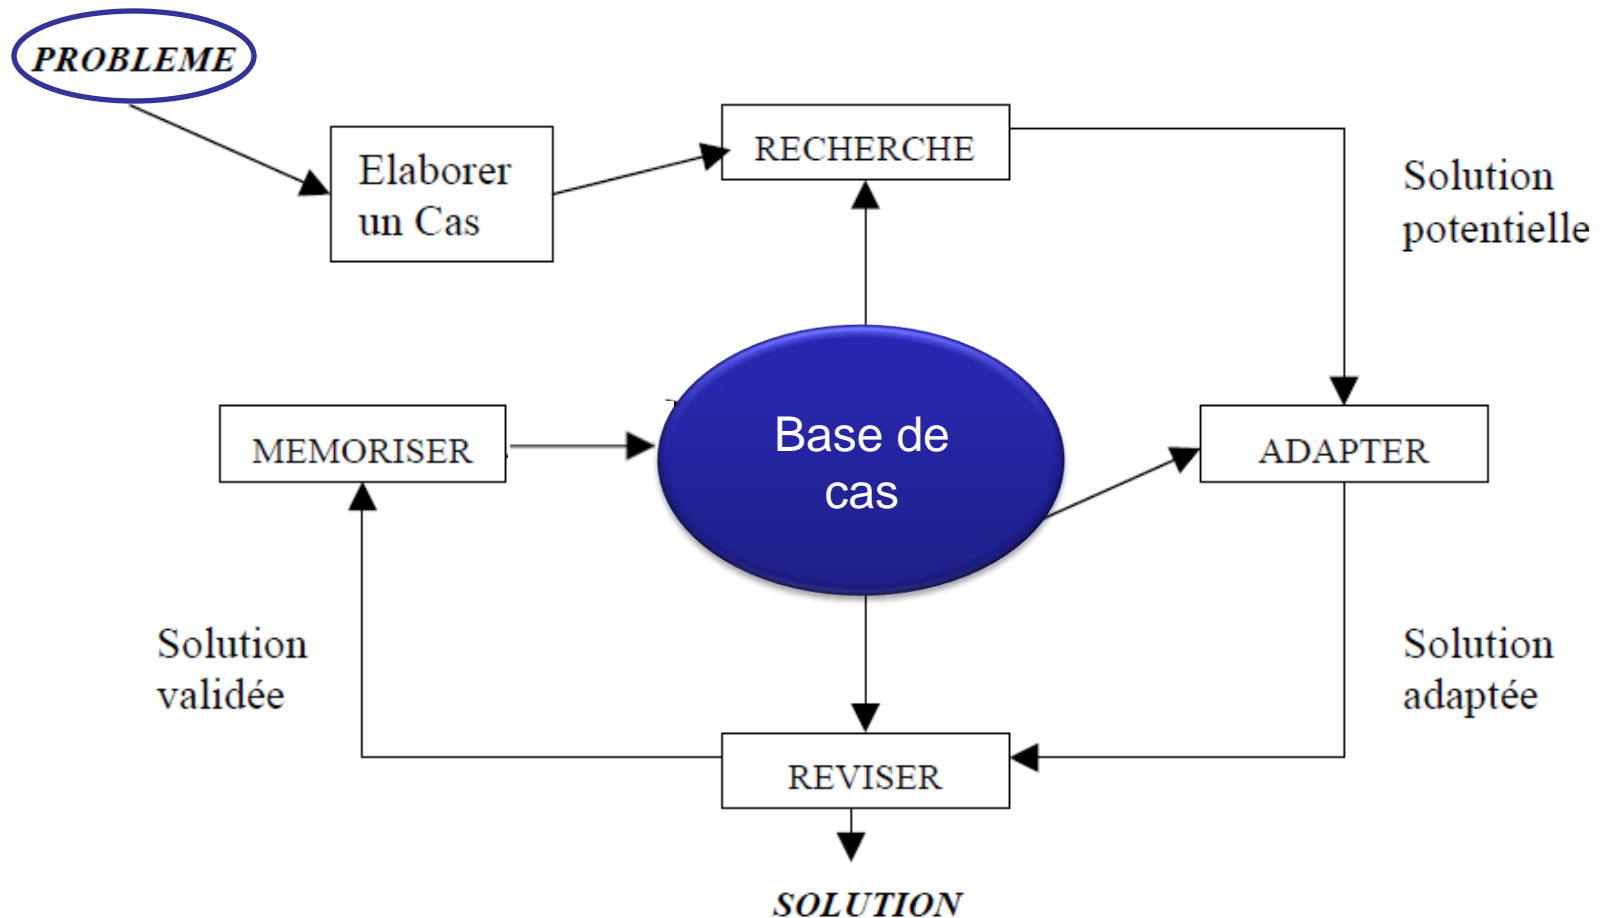 PROBLEME
Elaborer
un Cas
RECHERCHE
Solution
potentielle
Base de
cas
MEMORISER
ADAPTER
Solution
validée
Solution
adaptée
REVISER
SOLUTION